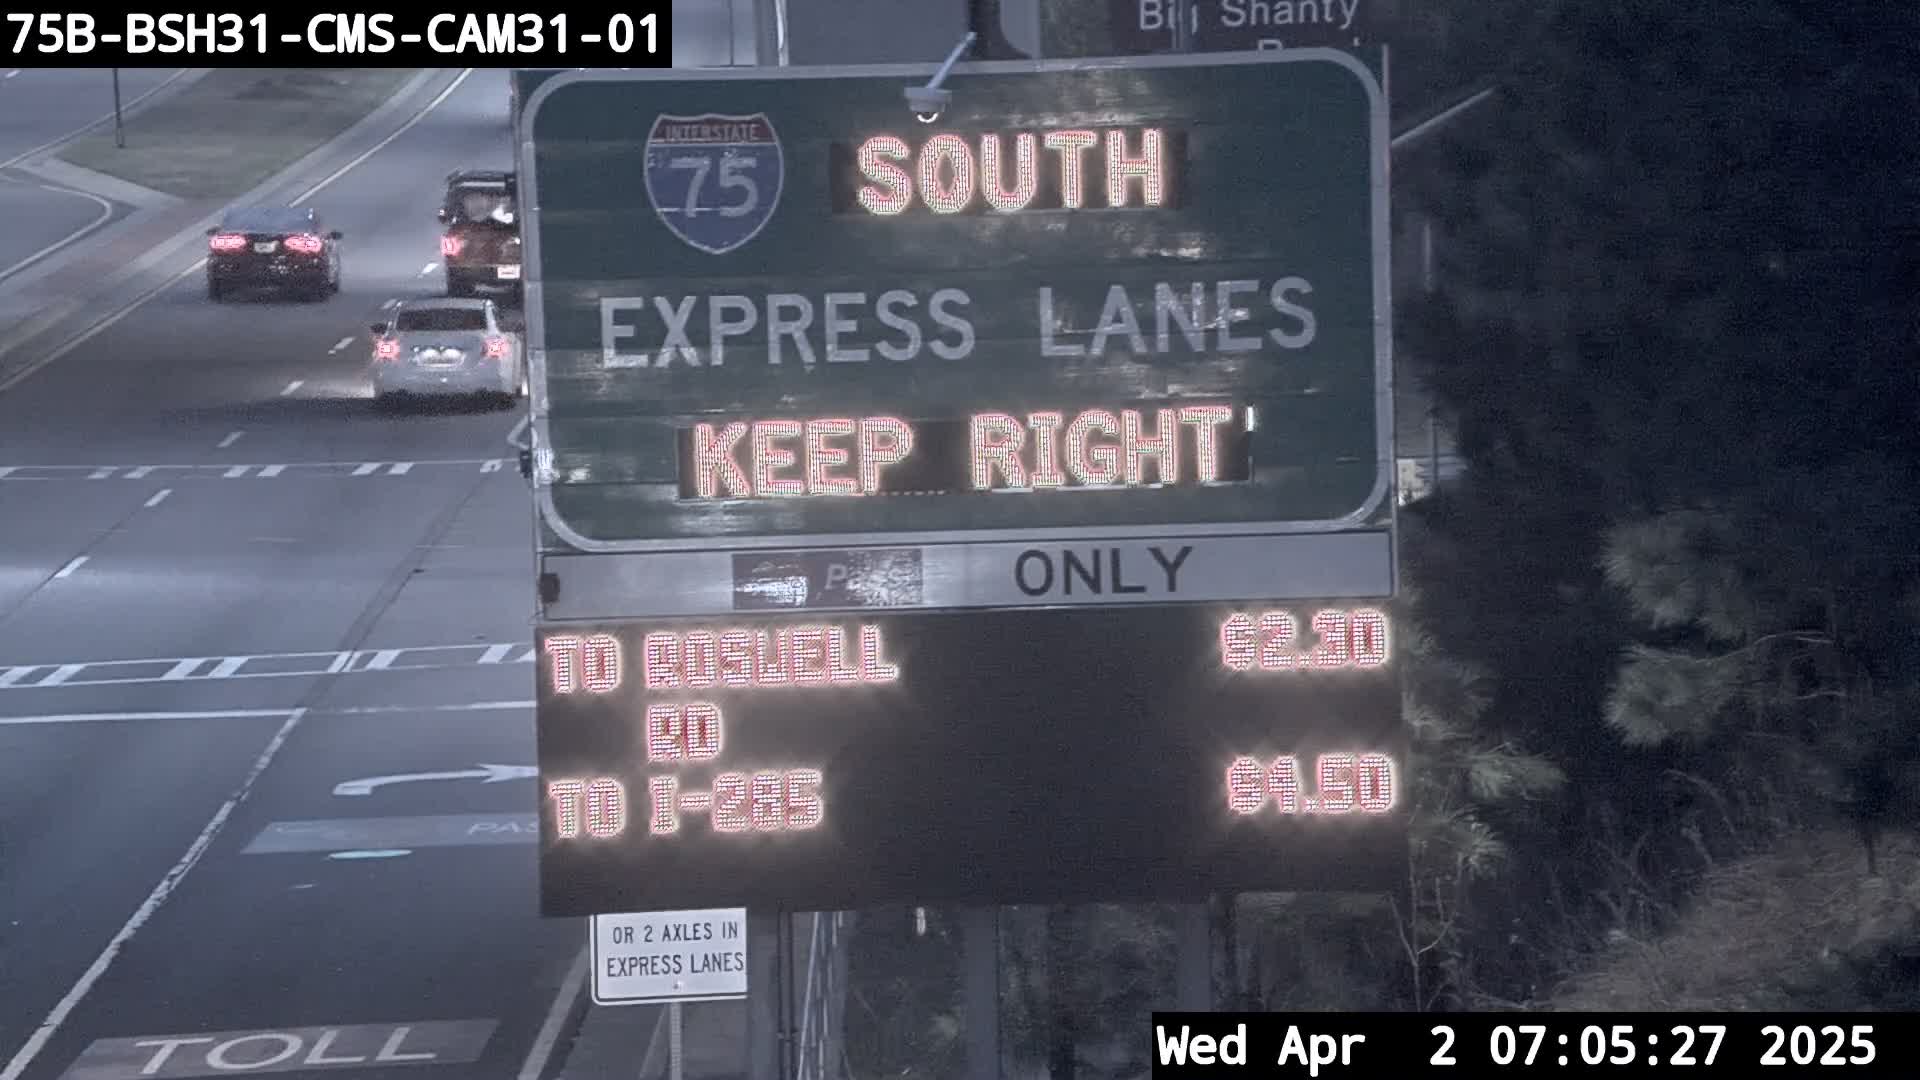 75B-BSH31-CMS-CAM31-01
Big Shanty
INTERSTATE
75
SOUTH
EXPRESS LANES
KEEP RIGHT
Pass ONLY
TO ROSWELL $2.30
RD
TO I-285 $4.50
PAS
OR 2 AXLES IN
EXPRESS LANES
TOLL
Wed Apr 2 07:05:27 2025